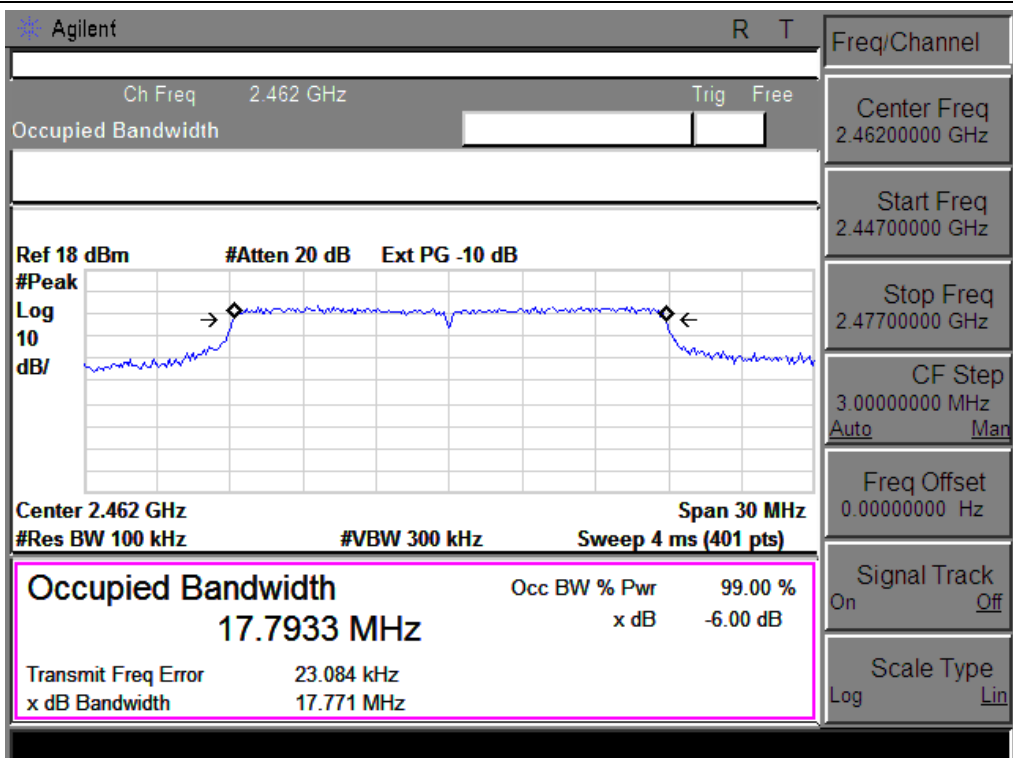 Agilent R T
Ch Freq 2.462 GHz Trig Free
Occupied Bandwidth
Ref 18 dBm #Atten 20 dB Ext PG -10 dB
#Peak
Log
10
dB/
Center 2.462 GHz Span 30 MHz
#Res BW 100 kHz #VBW 300 kHz Sweep 4 ms (401 pts)
Occupied Bandwidth Occ BW % Pwr 99.00 %
17.7933 MHz x dB -6.00 dB
Transmit Freq Error 23.084 kHz
x dB Bandwidth 17.771 MHz
Freq/Channel
Center Freq
2.46200000 GHz
Start Freq
2.44700000 GHz
Stop Freq
2.47700000 GHz
CF Step
3.00000000 MHz
Auto Man
Freq Offset
0.00000000 Hz
Signal Track
On Off
Scale Type
Log Lin